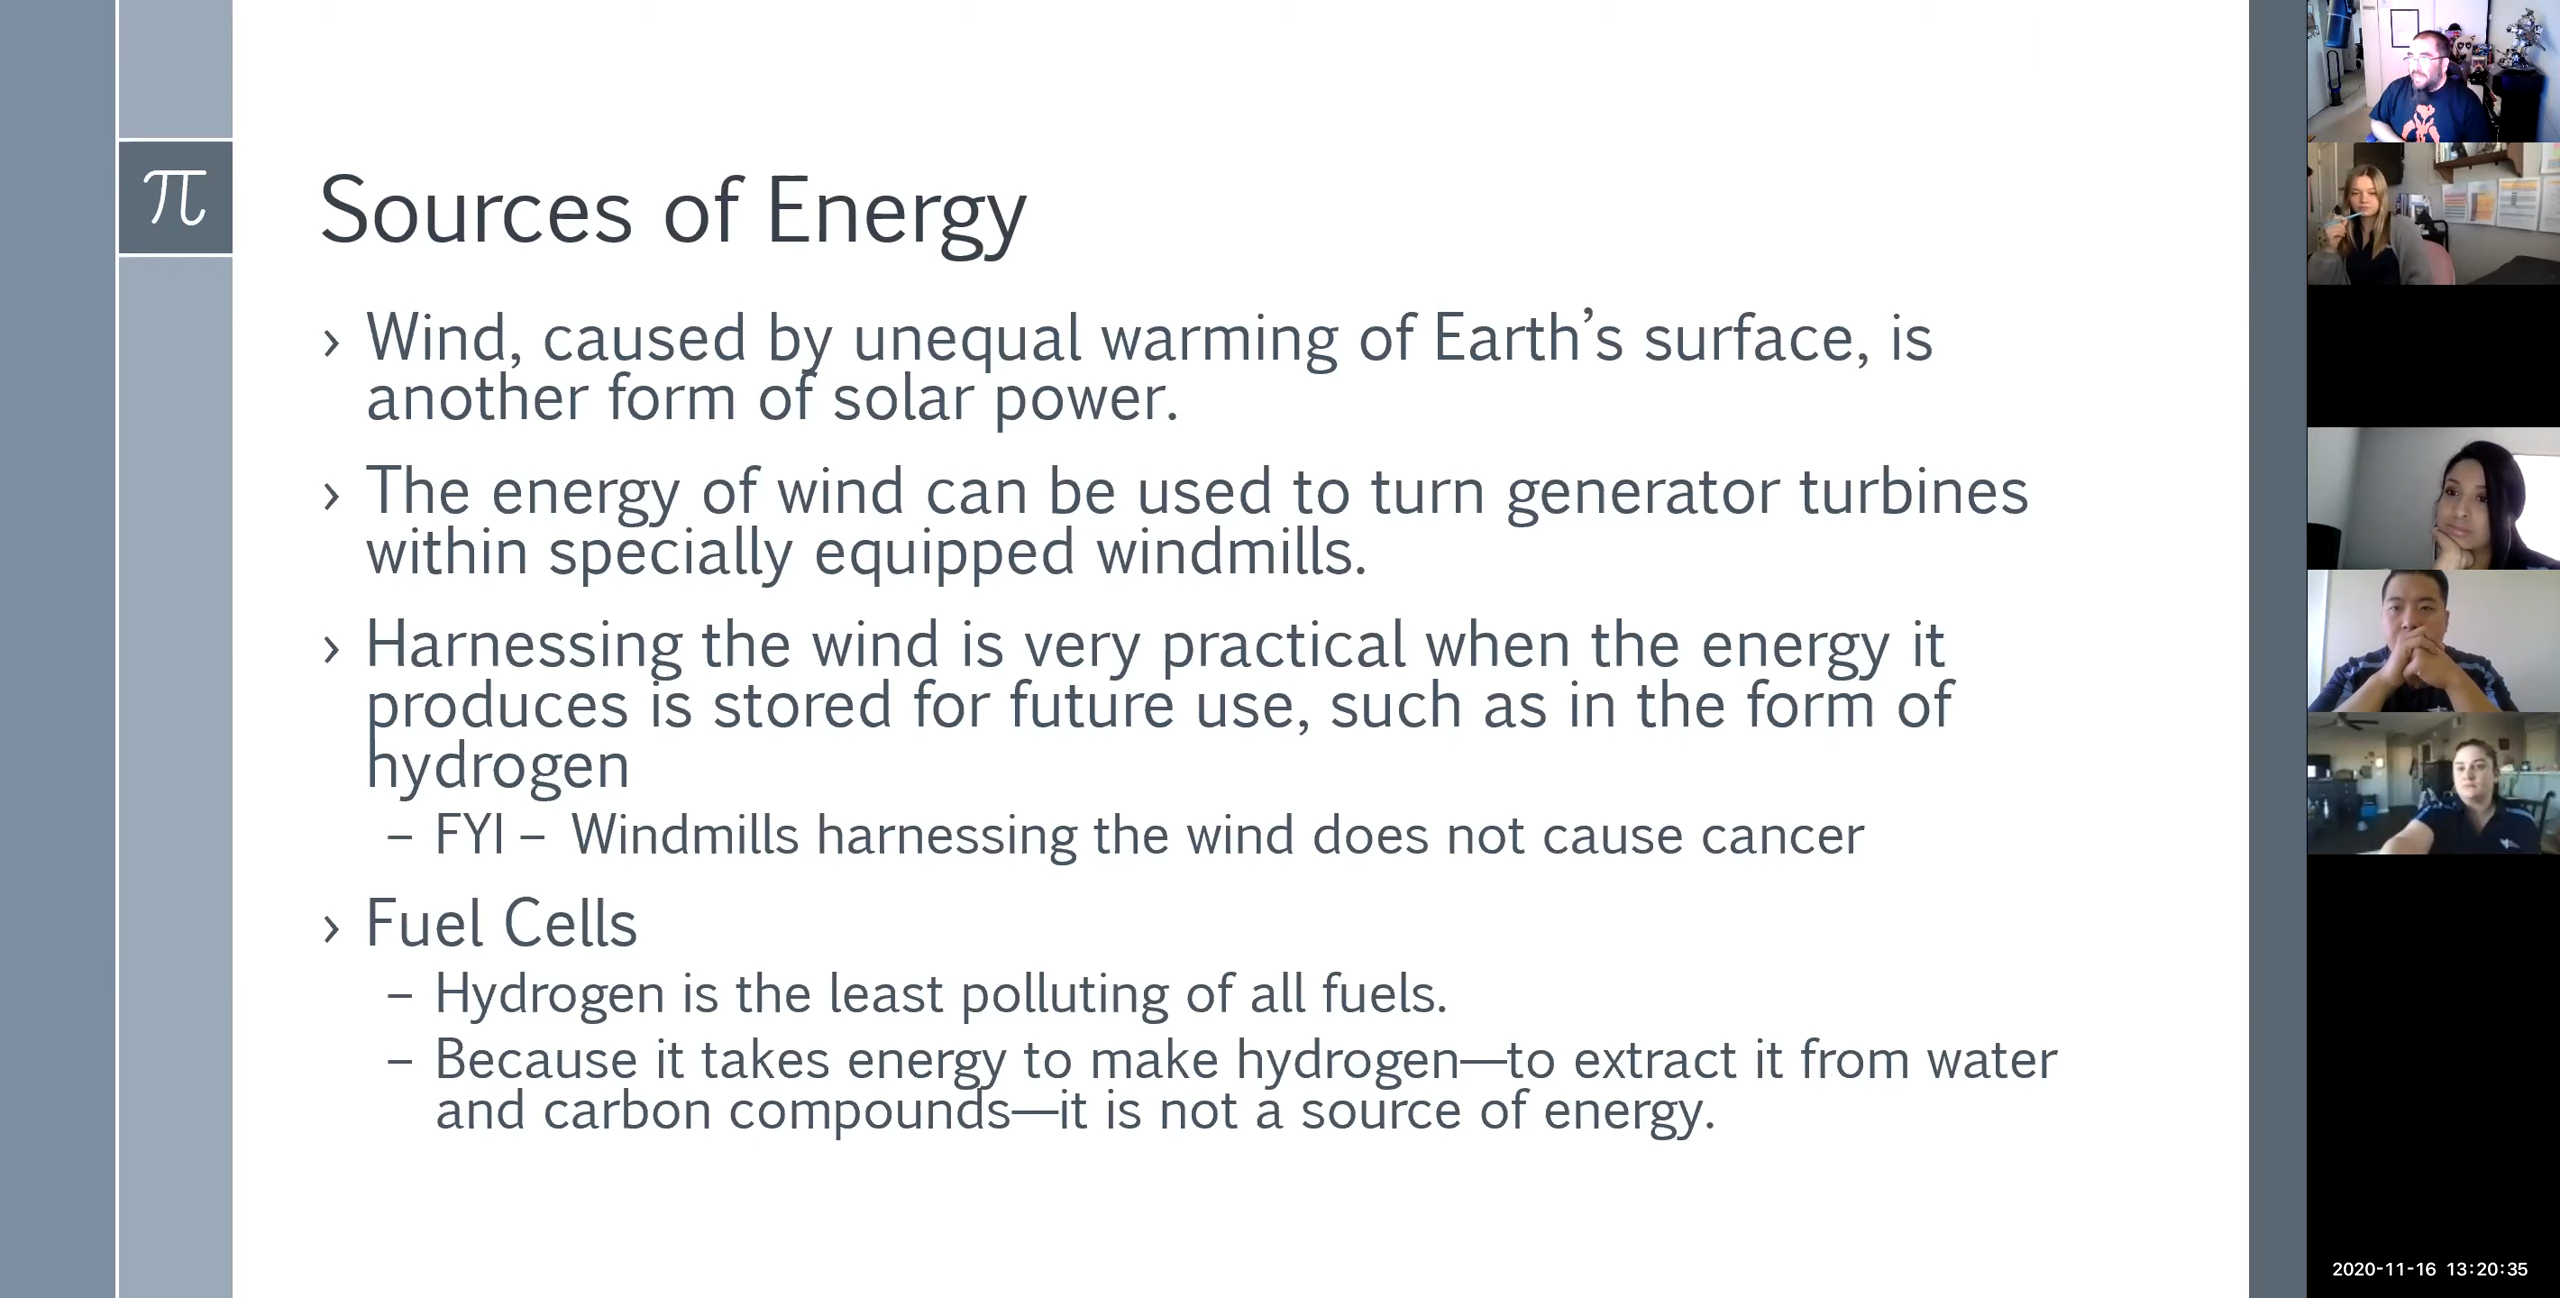 π
Sources of Energy
› Wind, caused by unequal warming of Earth’s surface, is
another form of solar power.
› The energy of wind can be used to turn generator turbines
within specially equipped windmills.
› Harnessing the wind is very practical when the energy it
produces is stored for future use, such as in the form of
hydrogen
– FYI – Windmills harnessing the wind does not cause cancer
› Fuel Cells
– Hydrogen is the least polluting of all fuels.
– Because it takes energy to make hydrogen—to extract it from water
and carbon compounds—it is not a source of energy.
2020-11-16 13:20:35